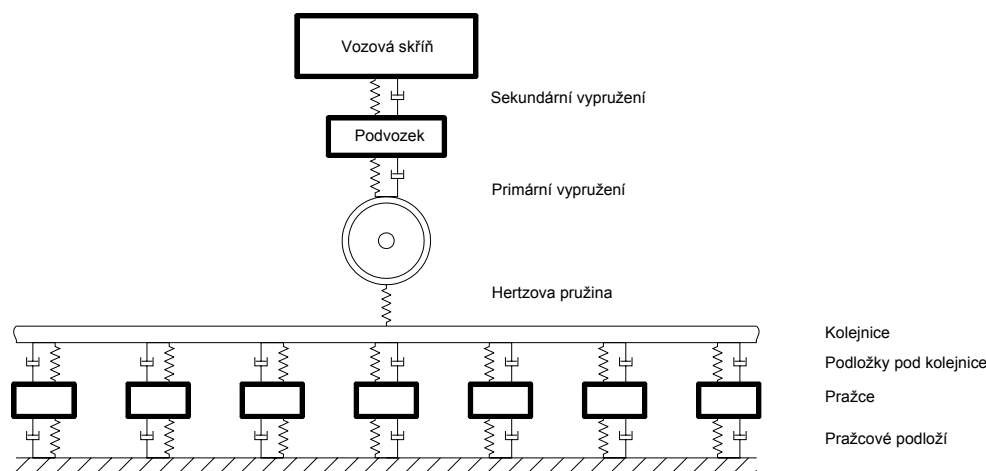 Vozová skříň
Sekundární vypružení
Podvozek
Primární vypružení
Hertzova pružina
Kolejnice
Podložky pod kolejnice
Pražce
Pražcové podloží